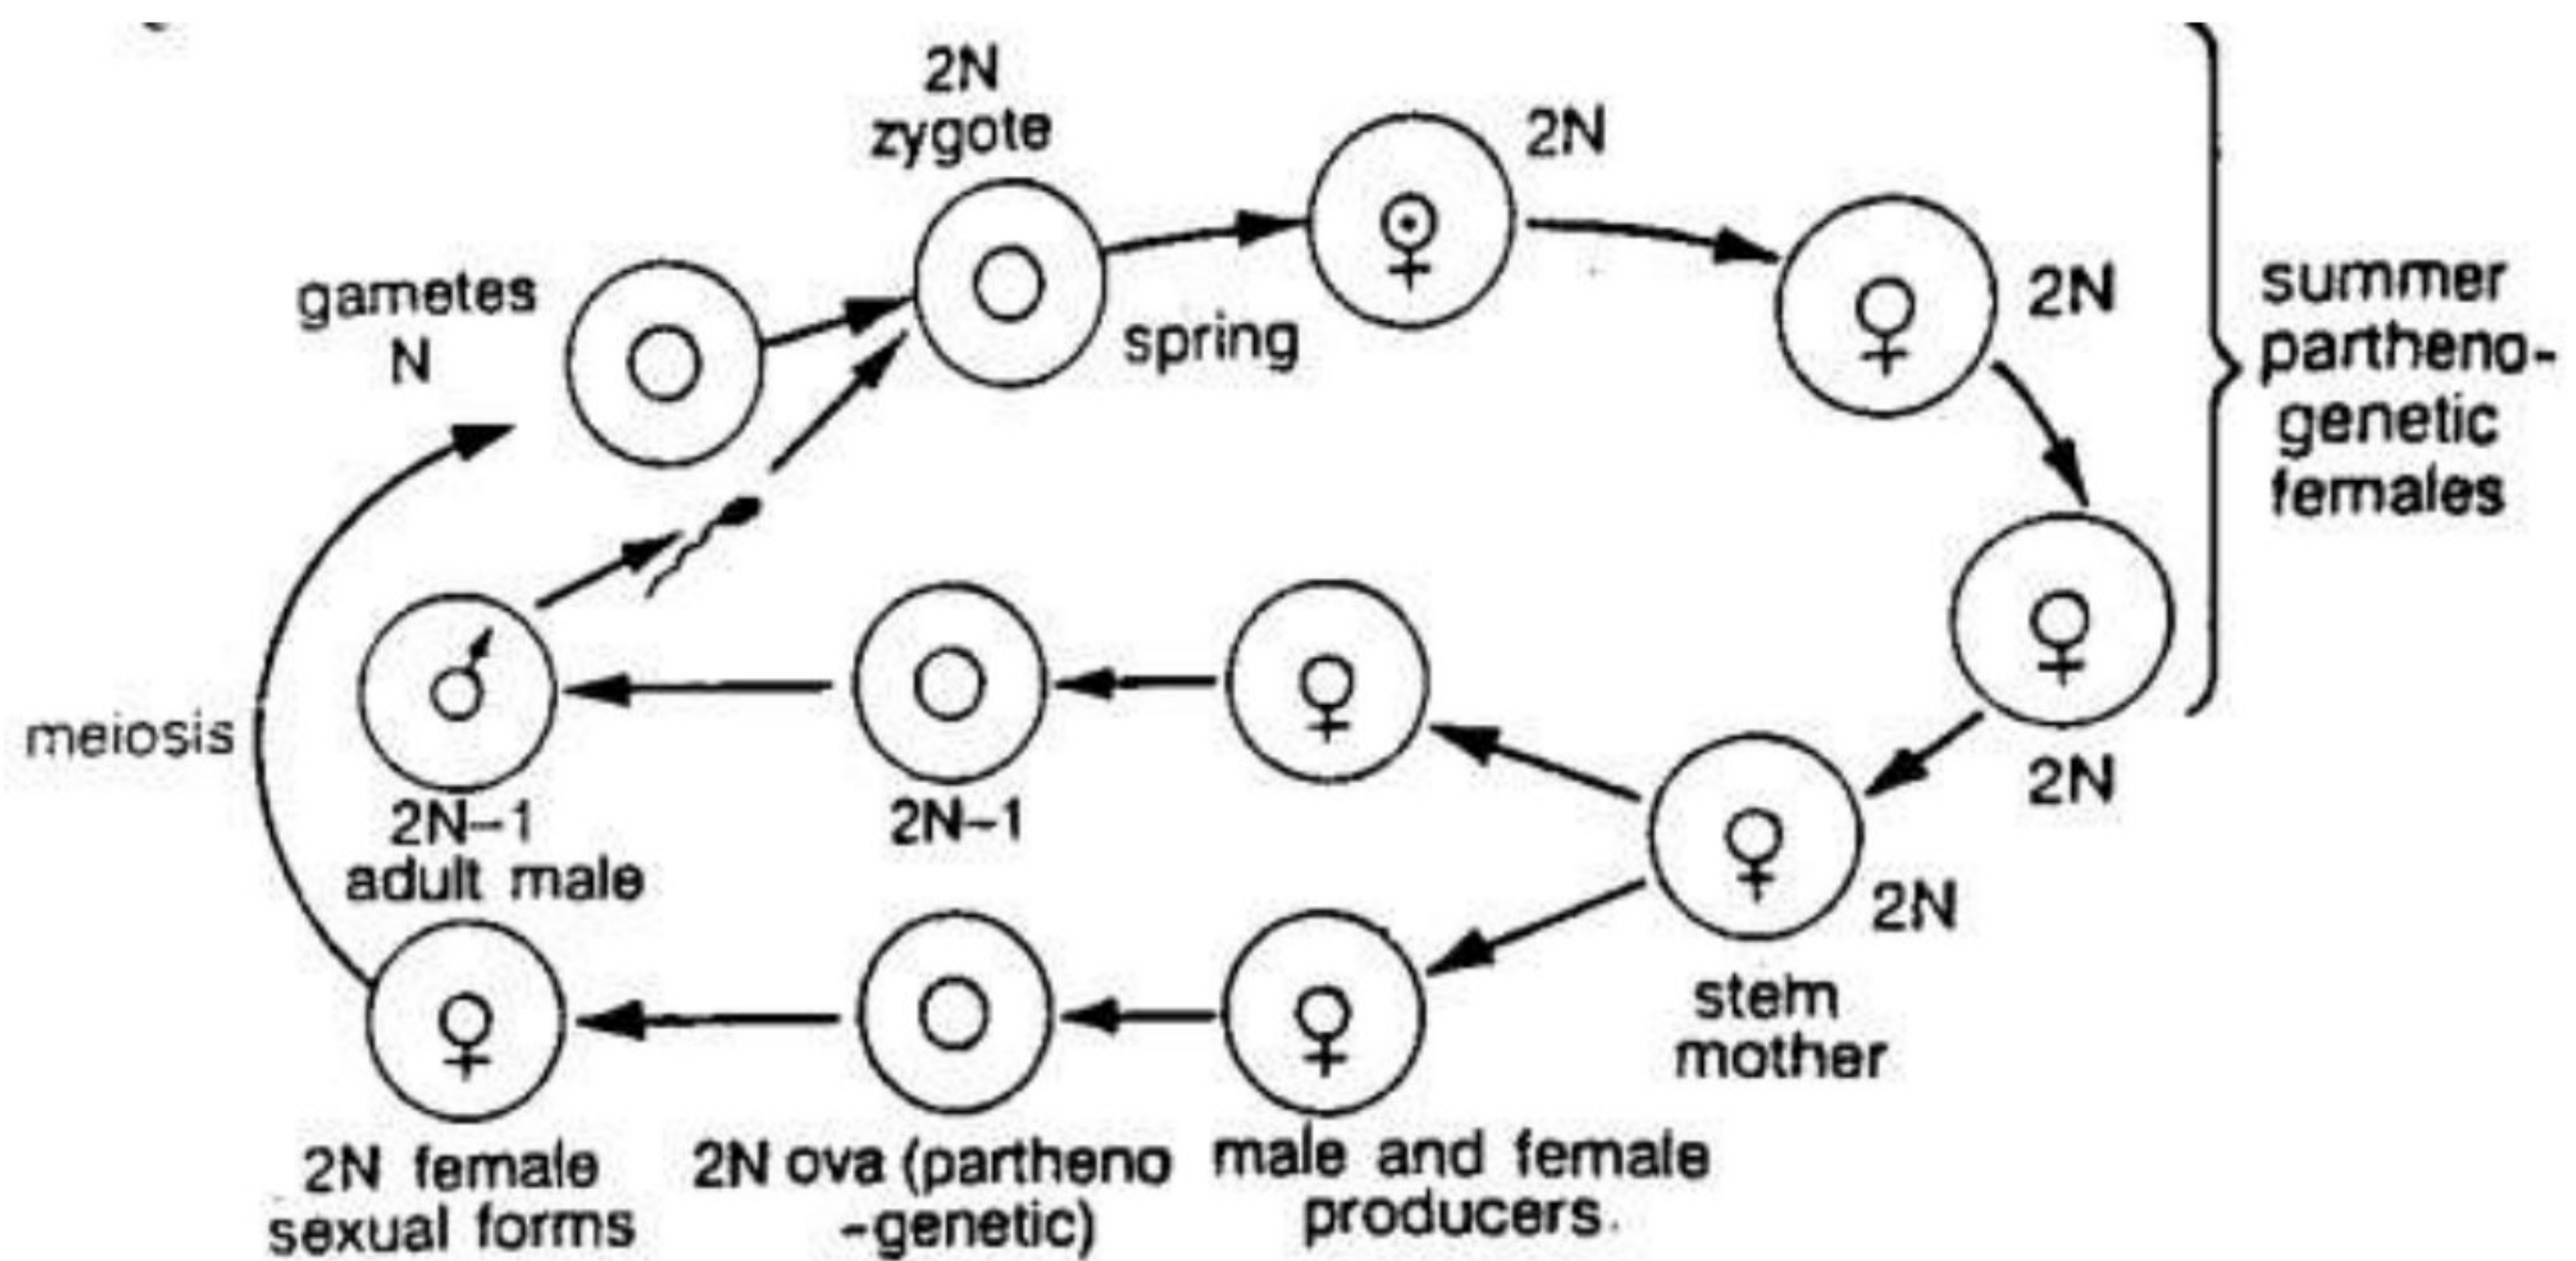 2N
zygote
2N
gametes
N
spring
2N
summer
partheno-
genetic
females
2N
meiosis
2N-1
adult male
2N-1
2N
stem
mother
2N female
sexual forms
2N ova (partheno
-genetic)
male and female
producers.